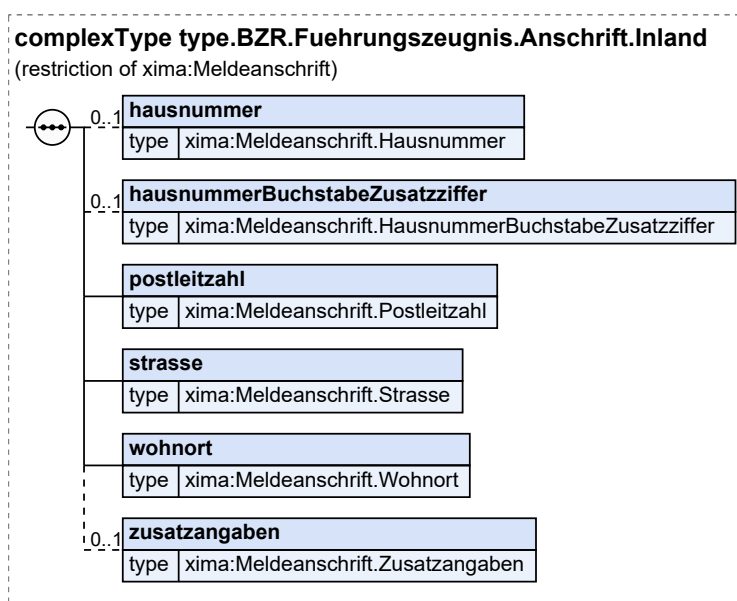 complexType type.BZR.Fuehrungszeugnis.Anschrift.Inland
(restriction of xima:Meldeanschrift)
0..1 hausnummer
type xima:Meldeanschrift.Hausnummer
0..1 hausnummerBuchstabeZusatzziffer
type xima:Meldeanschrift.HausnummerBuchstabeZusatzziffer
postleitzahl
type xima:Meldeanschrift.Postleitzahl
strasse
type xima:Meldeanschrift.Strasse
wohnort
type xima:Meldeanschrift.Wohnort
0..1 zusatzangaben
type xima:Meldeanschrift.Zusatzangaben